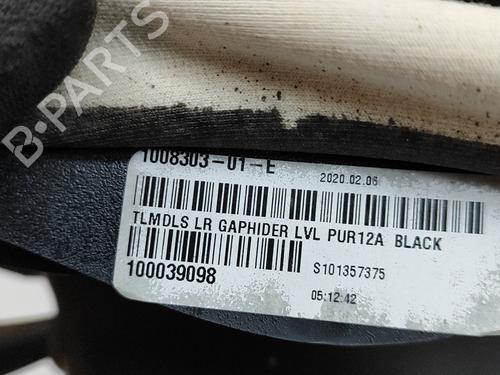 B-PARTS
1008303-01-E
2020.02.06
TLMDLS LR GAPHIDER LVL PUR12A BLACK
100039098
S101357375
05:12:42